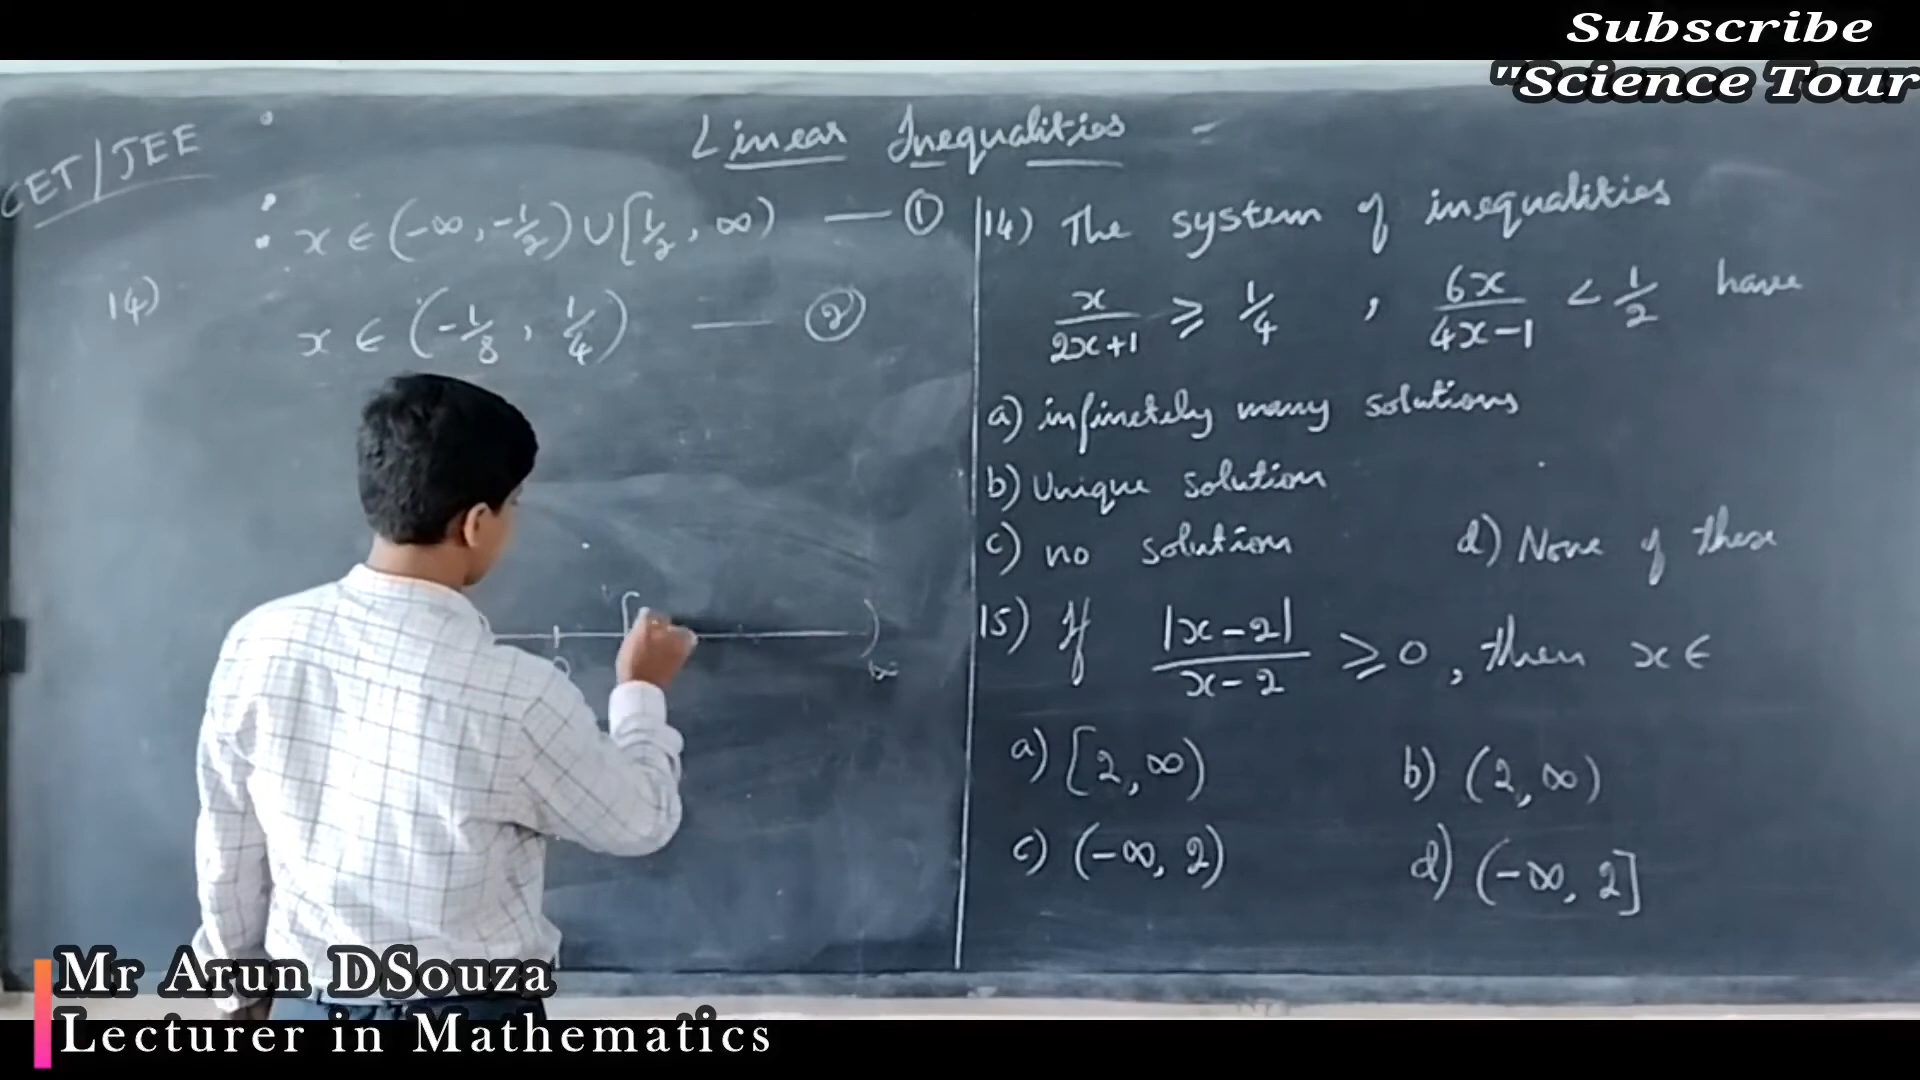 Subscribe
"Science Tour
CET/JEE
Linear Inequalities
x ∈ (-∞, -1/2) ∪ [1/2, ∞) — ①
14)
x ∈ (-1/8, 1/4) — ②
0
∞
14) The system of inequalities
x/(2x+1) ⩾ 1/4 , 6x/(4x-1) < 1/2 have
a) infinetely many solutions
b) Unique solution
c) no solution d) None of these
15) If |x-2|/(x-2) ⩾ 0, then x ∈
a) [2, ∞) b) (2, ∞)
c) (-∞, 2) d) (-∞, 2]
Mr Arun DSouza
Lecturer in Mathematics